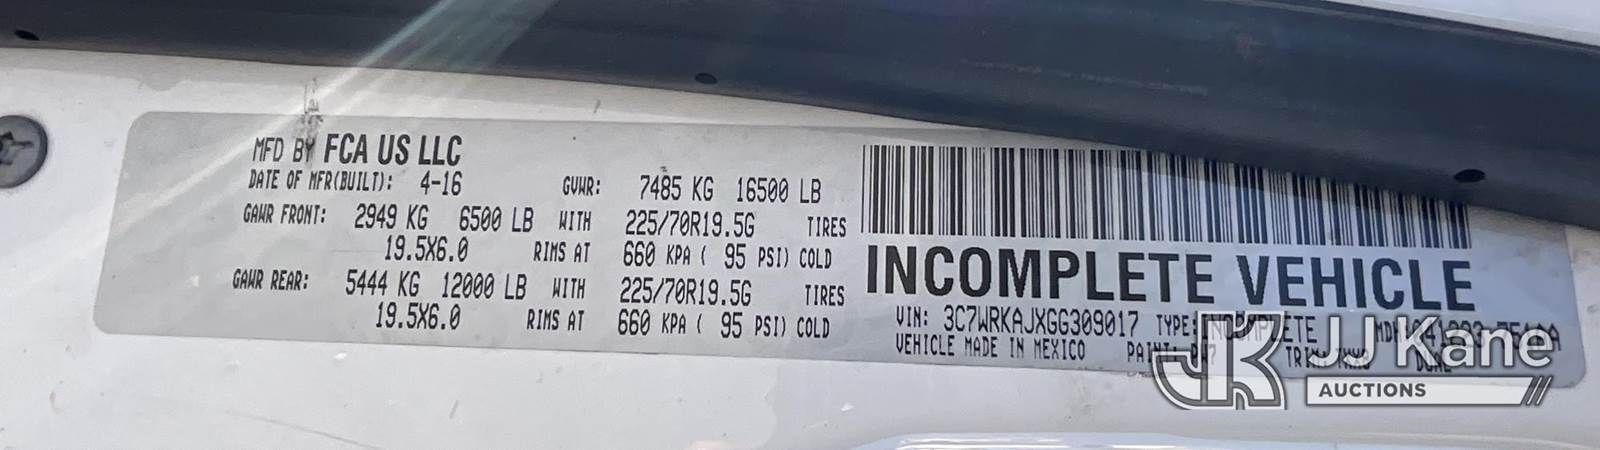 MFD BY FCA US LLC
DATE OF MFR(BUILT): 4-16 GVWR: 7485 KG 16500 LB
GAWR FRONT: 2949 KG 6500 LB WITH 225/70R19.5G TIRES
19.5X6.0 RIMS AT 660 KPA ( 95 PSI) COLD
GAWR REAR: 5444 KG 12000 LB WITH 225/70R19.5G TIRES
19.5X6.0 RIMS AT 660 KPA ( 95 PSI) COLD
INCOMPLETE VEHICLE
VIN: 3C7WRKAJXGG309017 TYPE: INCOMPLETE
VEHICLE MADE IN MEXICO PAINT:
JJ Kane
AUCTIONS